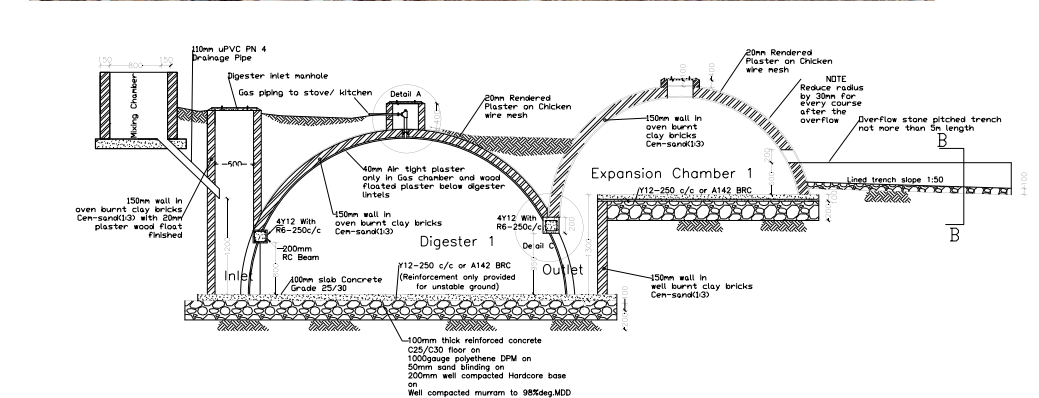 110mm uPVC PN 4
Drainage Pipe
150
800
150
Mixing Chamber
Digester inlet manhole
Gas piping to stove/ kitchen
Detail A
20mm Rendered
Plaster on Chicken
wire mesh
20mm Rendered
Plaster on Chicken
wire mesh
NOTE
Reduce radius
by 30mm for
every course
after the
overflow
Overflow stone pitched trench
not more than 5m length
B
150mm wall in
oven burnt
clay bricks
Cem-sand(1:3)
40mm Air tight plaster
only in Gas chamber and wood
floated plaster below digester
lintels
Expansion Chamber 1
Y12-250 c/c or A142 BRC
200
Lined trench slope 1:50
B
150mm wall in
oven burnt clay bricks
Cem-sand(1:3) with 20mm
plaster wood float
finished
150mm wall in
oven burnt clay bricks
Cem-sand(1:3)
4Y12 With
R6-250c/c
200mm
RC Beam
4Y12 With
R6-250c/c
200
Detail C
Digester 1
Inlet
Outlet
Y12-250 c/c or A142 BRC
(Reinforcement only provided
for unstable ground)
100mm slab Concrete
Grade 25/30
150mm wall in
well burnt clay bricks
Cem-sand(1:3)
100mm thick reinforced concrete
C25/C30 floor on
1000gauge polyethene DPM on
50mm sand blinding on
200mm well compacted Hardcore base
on
Well compacted murram to 98%deg.MDD